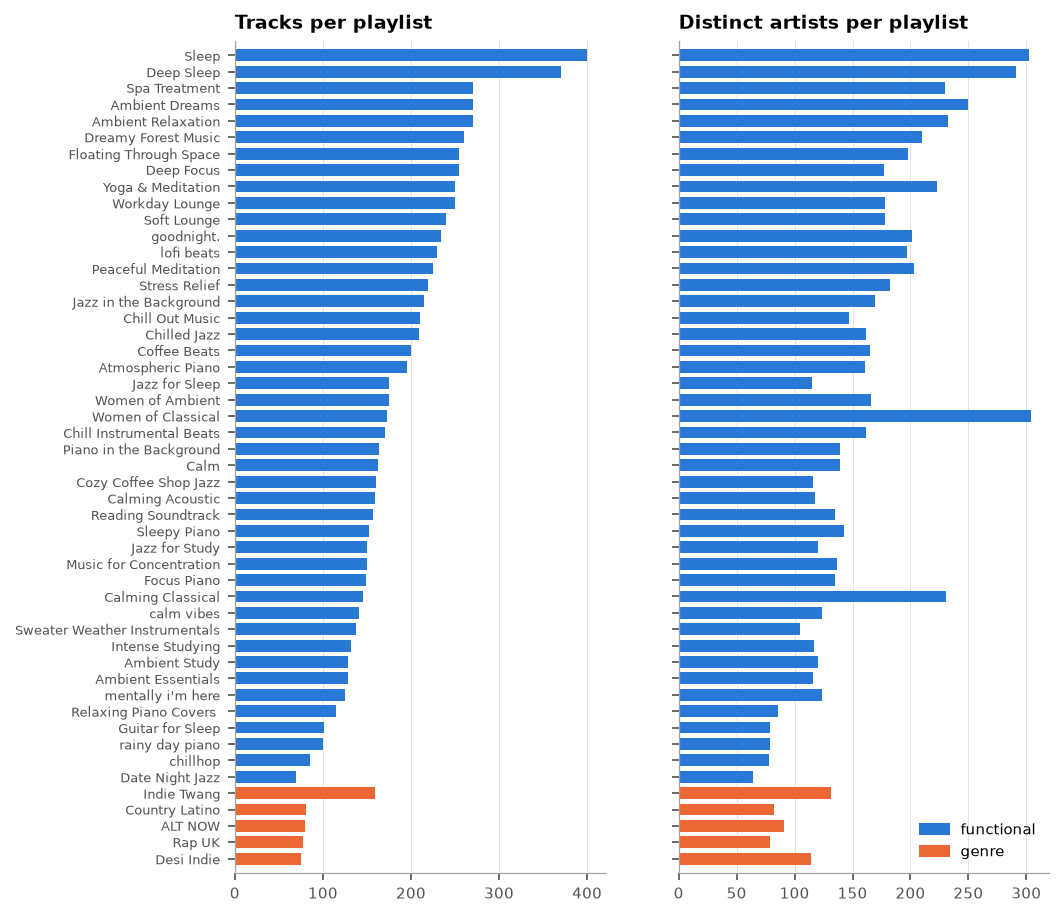 Tracks per playlist
Distinct artists per playlist
Sleep
Deep Sleep
Spa Treatment
Ambient Dreams
Ambient Relaxation
Dreamy Forest Music
Floating Through Space
Deep Focus
Yoga & Meditation
Workday Lounge
Soft Lounge
goodnight.
lofi beats
Peaceful Meditation
Stress Relief
Jazz in the Background
Chill Out Music
Chilled Jazz
Coffee Beats
Atmospheric Piano
Jazz for Sleep
Women of Ambient
Women of Classical
Chill Instrumental Beats
Piano in the Background
Calm
Cozy Coffee Shop Jazz
Calming Acoustic
Reading Soundtrack
Sleepy Piano
Jazz for Study
Music for Concentration
Focus Piano
Calming Classical
calm vibes
Sweater Weather Instrumentals
Intense Studying
Ambient Study
Ambient Essentials
mentally i'm here
Relaxing Piano Covers
Guitar for Sleep
rainy day piano
chillhop
Date Night Jazz
Indie Twang
Country Latino
ALT NOW
Rap UK
Desi Indie
functional
genre
0 100 200 300 400
0 50 100 150 200 250 300